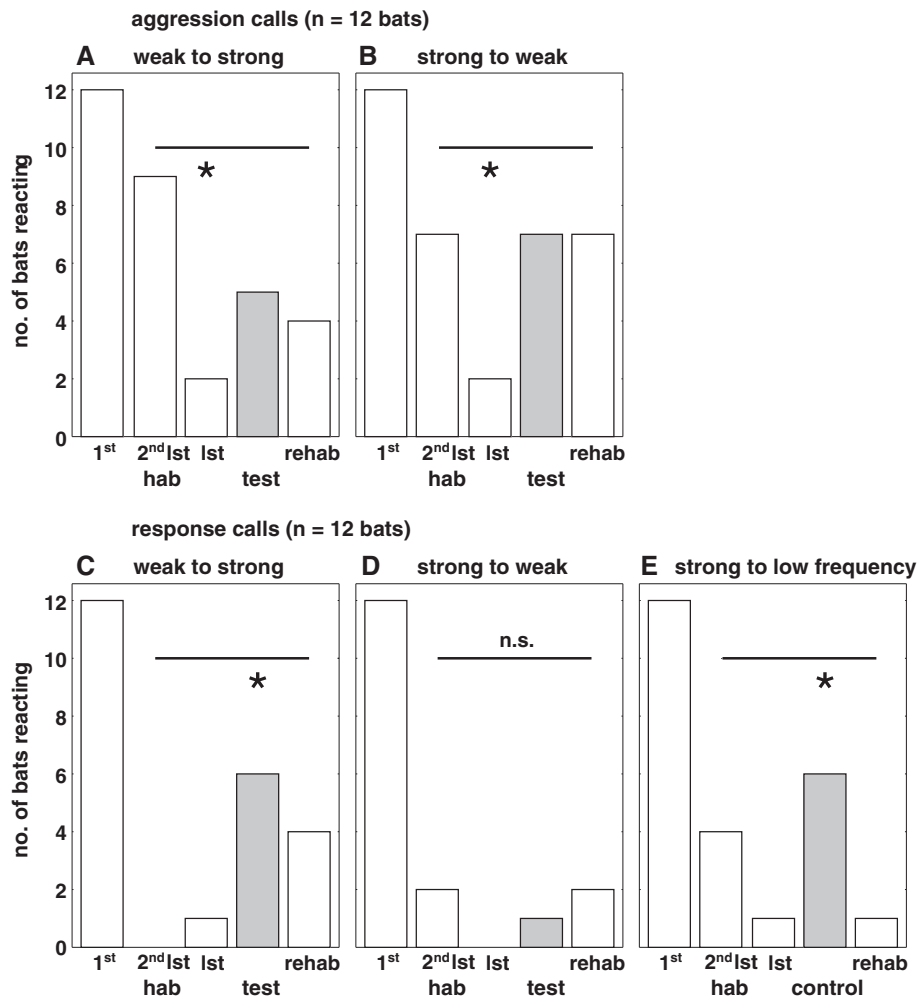 aggression calls (n = 12 bats)
A weak to strong
B strong to weak
no. of bats reacting
12
10
8
6
4
2
0
*
*
1st 2nd lst lst rehab
hab test
1st 2nd lst lst rehab
hab test
response calls (n = 12 bats)
C weak to strong
D strong to weak
E strong to low frequency
no. of bats reacting
12
10
8
6
4
2
0
*
n.s.
*
1st 2nd lst lst rehab
hab test
1st 2nd lst lst rehab
hab test
1st 2nd lst lst rehab
hab control